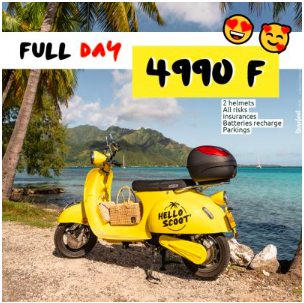 FULL DAY
4990 F
2 helmets
All risks
insurances
Batteries recharge
Parkings
HELLO
SCOOT'